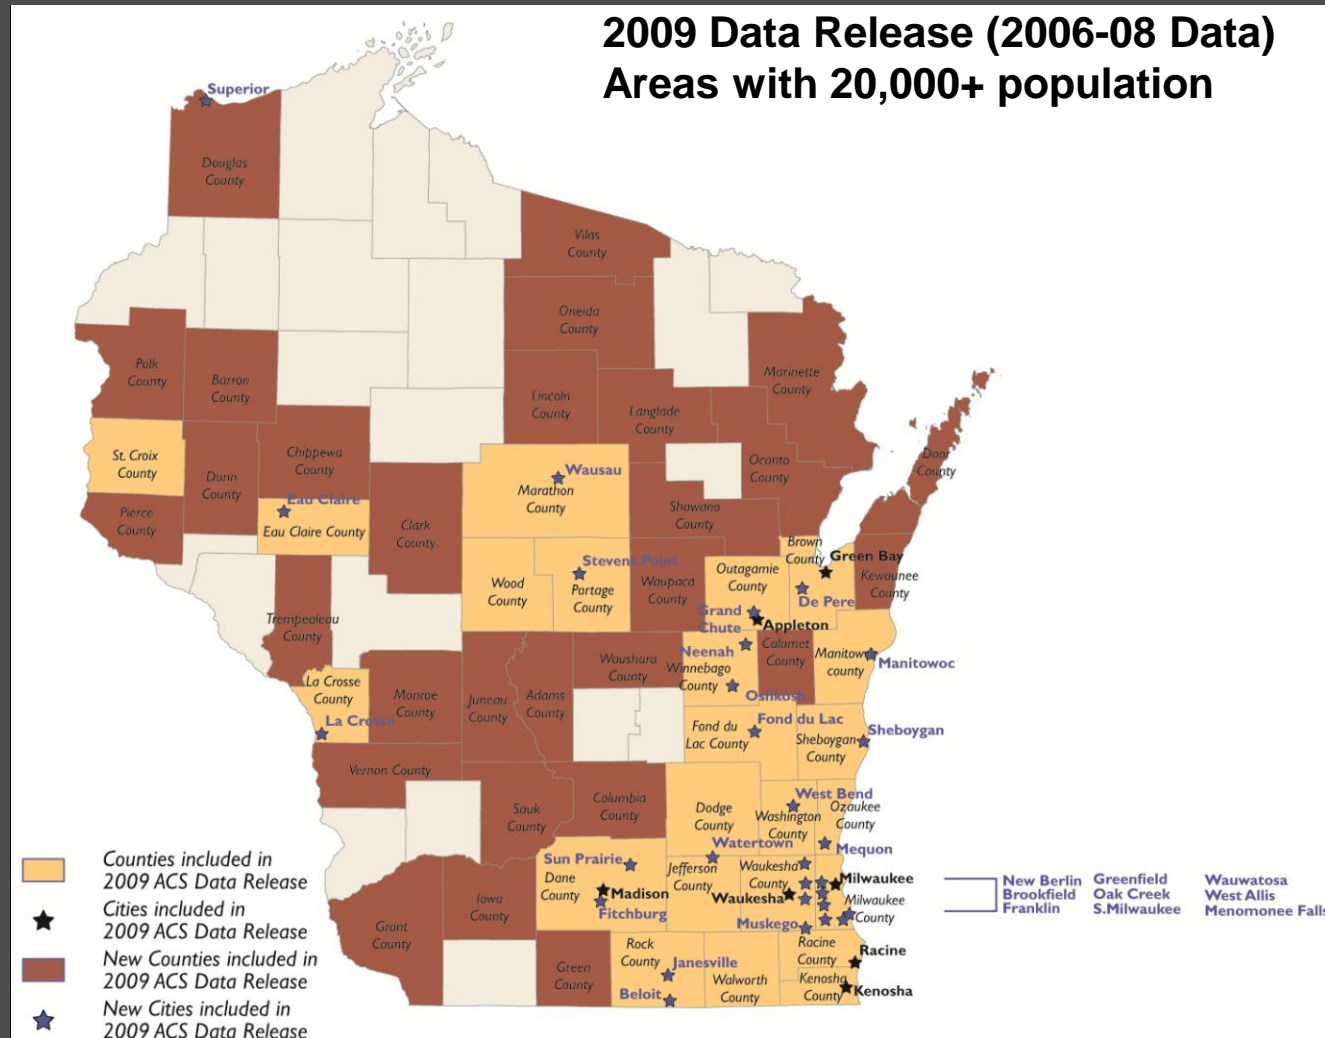 2009 Data Release (2006-08 Data)
Areas with 20,000+ population
Superior
Douglas
County
Vilas
County
Oneida
County
Polk
County
Barron
County
Lincoln
County
Langlade
County
Marinette
County
St. Croix
County
Dunn
County
Chippewa
County
Wausau
Marathon
County
Oconto
County
Door
County
Pierce
County
Eau Claire
Eau Claire County
Clark
County
Shawano
County
Brown
County
Green Bay
Outagamie
County
Kewaunee
County
Wood
County
Stevens Point
Portage
County
Waupaca
County
De Pere
Grand
Chute
Appleton
Trempealeau
County
Neenah
Calumet
County
Manitowoc
county
Manitowoc
Waushara
County
Winnebago
County
Oshkosh
La Crosse
County
La Crosse
Monroe
County
Juneau
County
Adams
County
Fond du
Lac County
Fond du Lac
Sheboygan
County
Sheboygan
Vernon County
Sauk
County
Columbia
County
Dodge
County
West Bend
Washington
County
Ozaukee
County
Mequon
Watertown
Sun Prairie
Dane
County
Madison
Fitchburg
Jefferson
County
Waukesha
County
Waukesha
Milwaukee
Milwaukee
County
Muskego
Grant
County
Iowa
County
Green
County
Rock
County
Janesville
Beloit
Walworth
County
Racine
County
Racine
Kenosha
County
Kenosha
New Berlin Greenfield Wauwatosa
Brookfield Oak Creek West Allis
Franklin S.Milwaukee Menomonee Falls
Counties included in
2009 ACS Data Release
Cities included in
2009 ACS Data Release
New Counties included in
2009 ACS Data Release
New Cities included in
2009 ACS Data Release